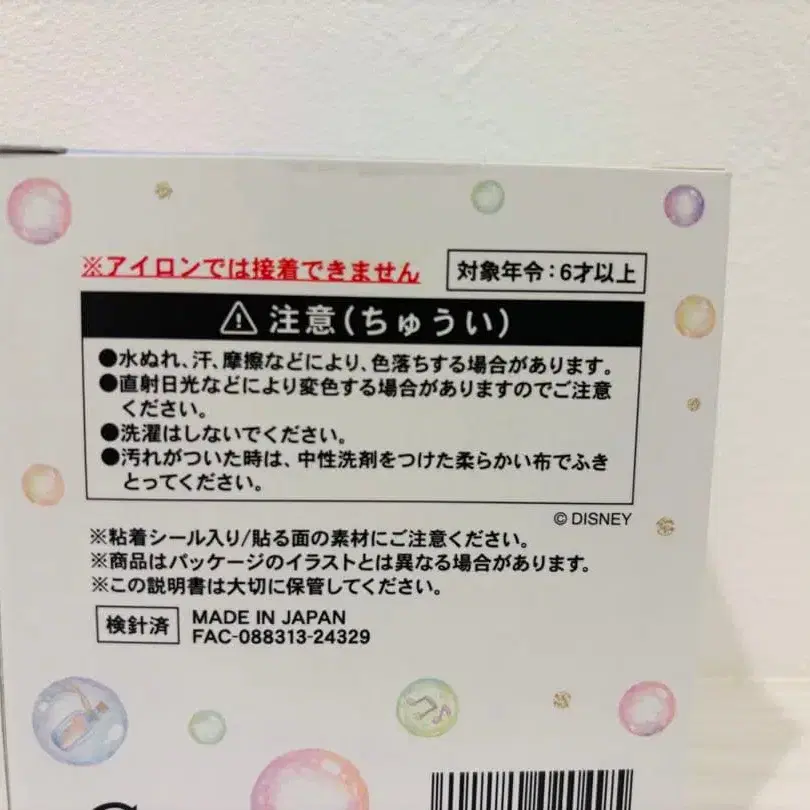 ※アイロンでは接着できません
対象年令：6才以上
⚠ 注意(ちゅうい)
●水ぬれ、汗、摩擦などにより、色落ちする場合があります。
●直射日光などにより変色する場合がありますのでご注意
ください。
●洗濯はしないでください。
●汚れがついた時は、中性洗剤をつけた柔らかい布でふき
とってください。
© DISNEY
※粘着シール入り/貼る面の素材にご注意ください。
※商品はパッケージのイラストとは異なる場合があります。
※この説明書は大切に保管してください。
検針済
MADE IN JAPAN
FAC-088313-24329